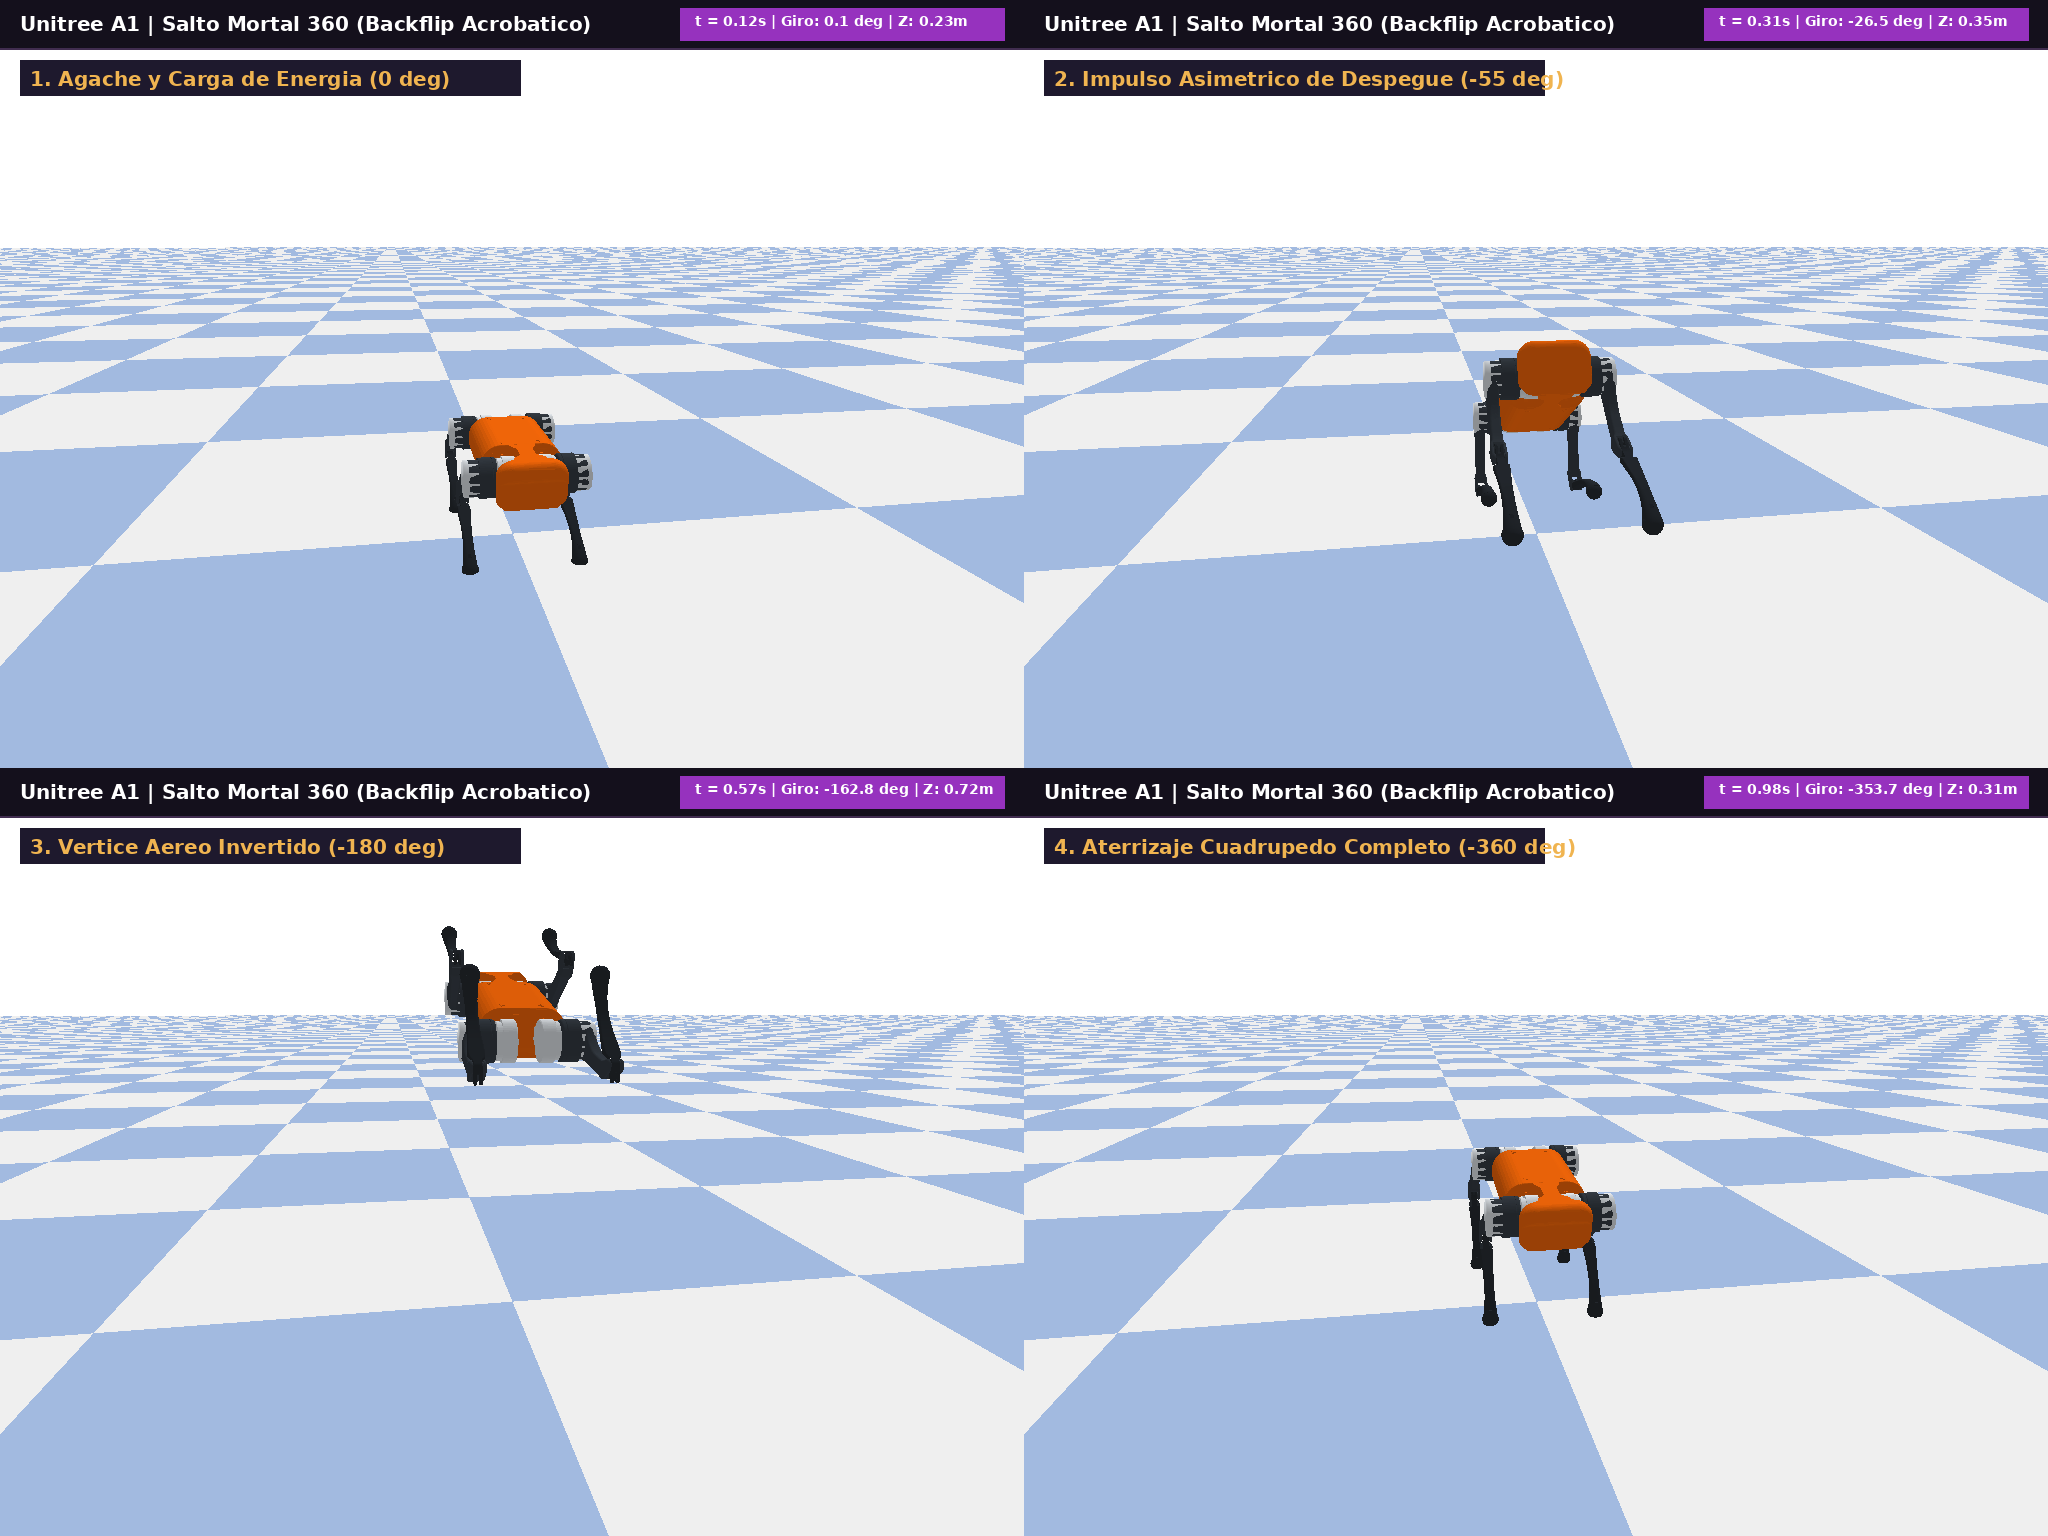 Unitree A1 | Salto Mortal 360 (Backflip Acrobatico)
t = 0.12s | Giro: 0.1 deg | Z: 0.23m
1. Agache y Carga de Energia (0 deg)
Unitree A1 | Salto Mortal 360 (Backflip Acrobatico)
t = 0.31s | Giro: -26.5 deg | Z: 0.35m
2. Impulso Asimetrico de Despegue (-55 deg)
Unitree A1 | Salto Mortal 360 (Backflip Acrobatico)
t = 0.57s | Giro: -162.8 deg | Z: 0.72m
3. Vertice Aereo Invertido (-180 deg)
Unitree A1 | Salto Mortal 360 (Backflip Acrobatico)
t = 0.98s | Giro: -353.7 deg | Z: 0.31m
4. Aterrizaje Cuadrupedo Completo (-360 deg)